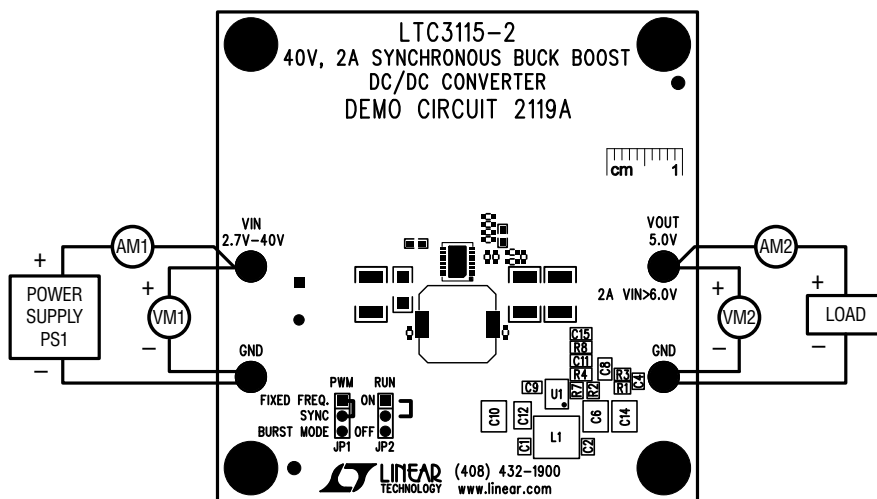 LTC3115-2
40V, 2A SYNCHRONOUS BUCK BOOST
DC/DC CONVERTER
DEMO CIRCUIT 2119A
cm 1
VIN
2.7V-40V
VOUT
5.0V
2A VIN>6.0V
AM1
AM2
+
+
+
+
POWER
SUPPLY
PS1
VM1
VM2
LOAD
−
−
−
−
GND
GND
PWM RUN
FIXED FREQ. ON
SYNC
BURST MODE OFF
JP1 JP2
C15
R8
C11
R4
C8
R3
C4
C9
U1
R7
R2
R1
C10
C12
C6
C14
C1
L1
C2
LINEAR
TECHNOLOGY
(408) 432-1900
www.linear.com